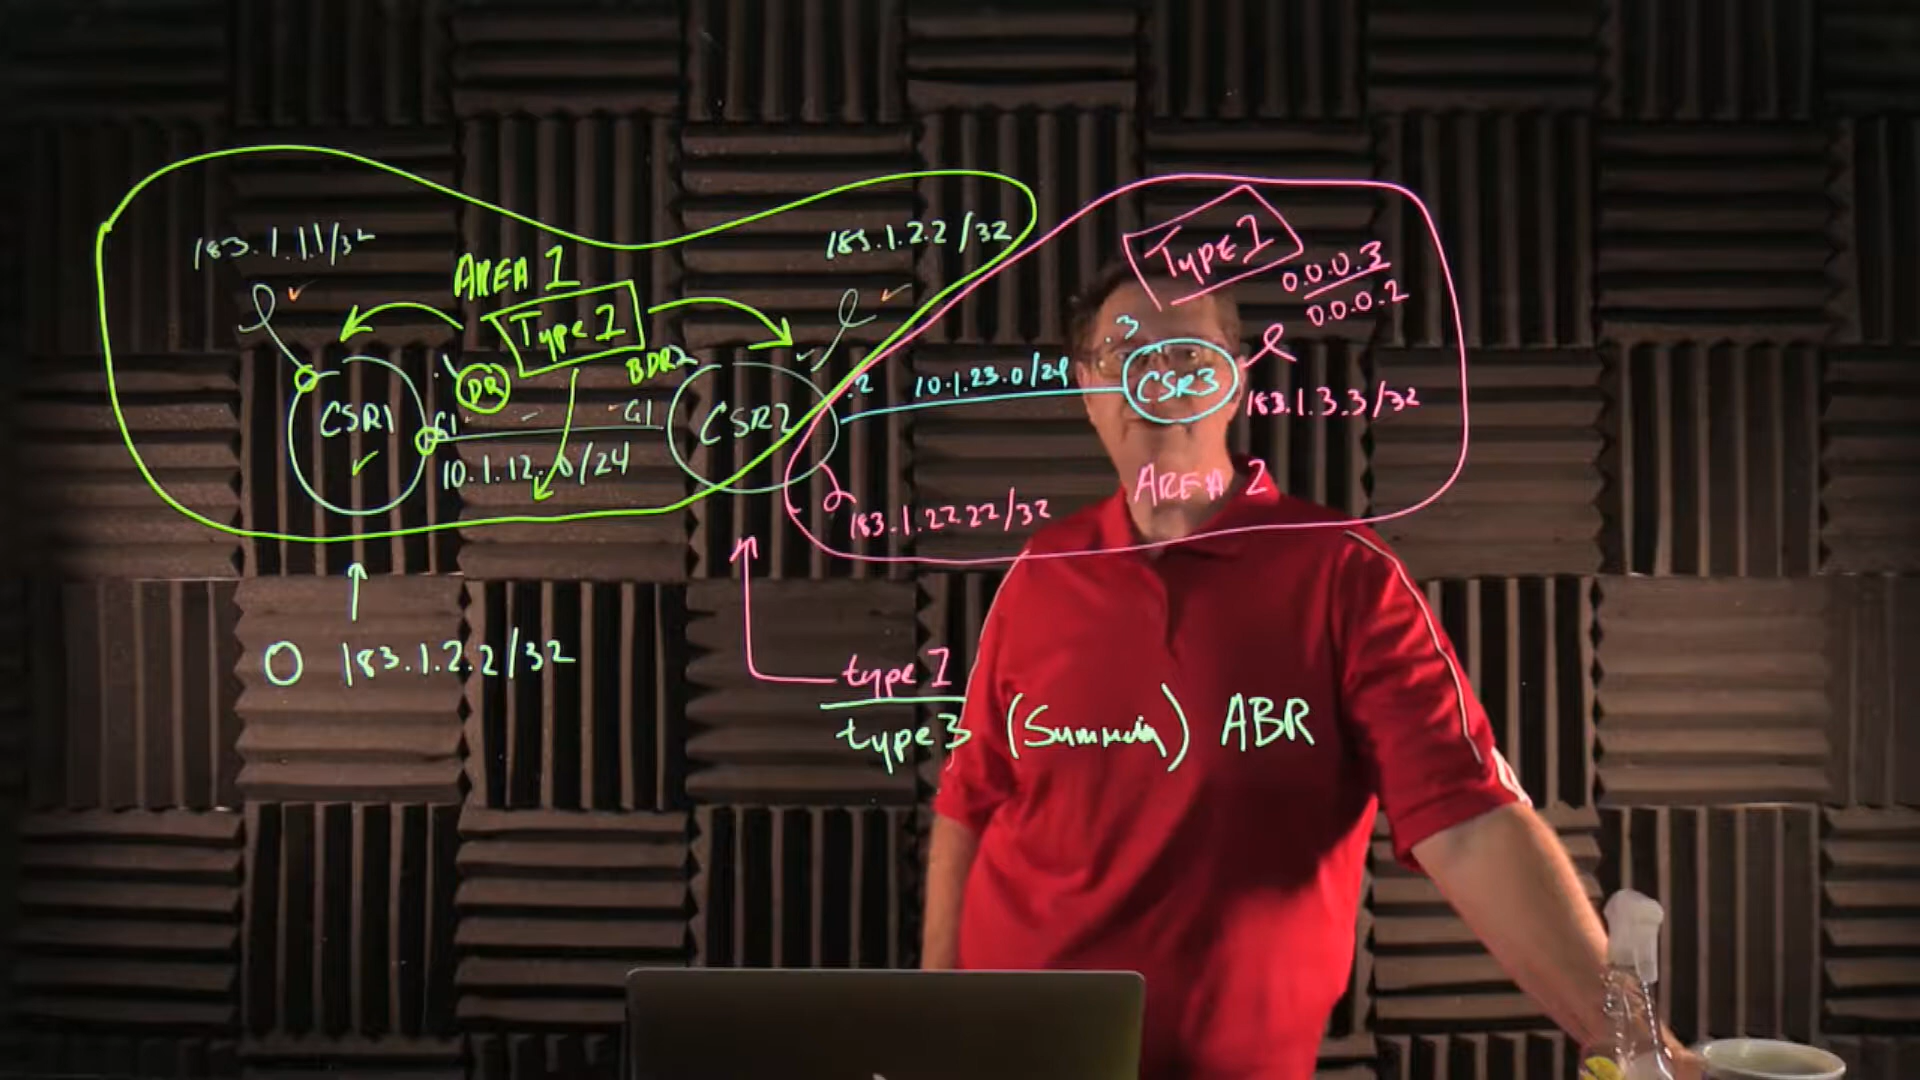 183.1.1.1/32
AREA 1
Type 1
DR
BDR2
CSR1
G1
G1
10.1.12.0/24
183.1.2.2/32
CSR2
.2
10.1.23.0/24
.3
CSR3
Type 1
0.0.0.3
0.0.0.2
183.1.3.3/32
AREA 2
183.1.22.22/32
O 183.1.2.2/32
type 1
type 3 (Summary) ABR